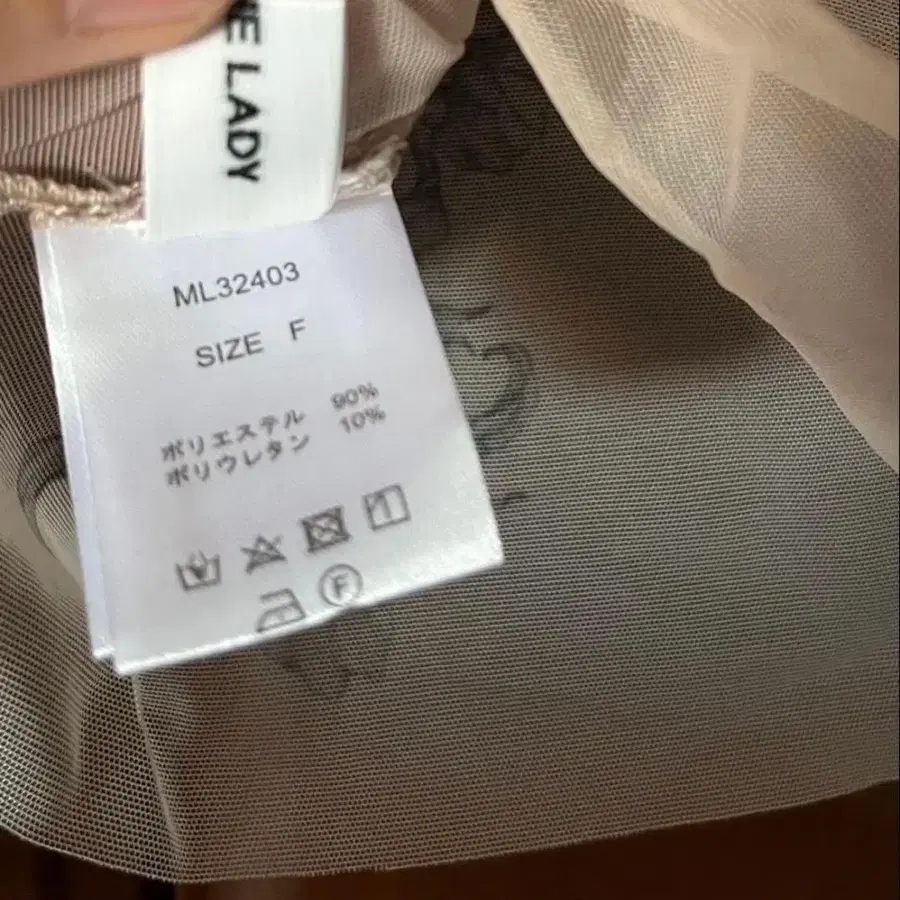 LADY
ML32403
SIZE F
ポリエステル 90%
ポリウレタン 10%
F